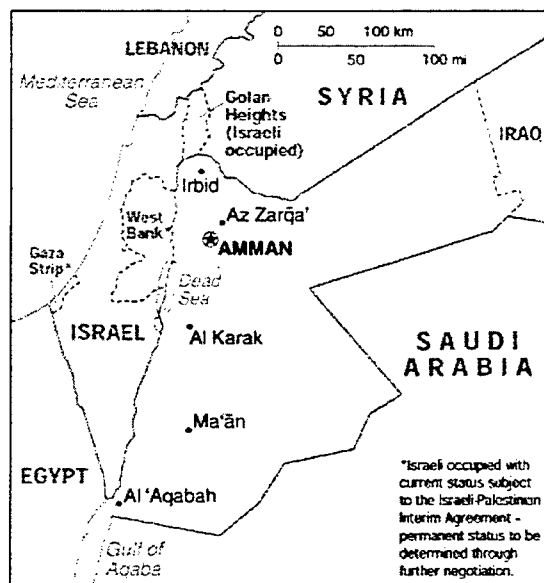 0 50 100 km
0 50 100 mi
LEBANON
Mediterranean
Sea
SYRIA
Golan
Heights
(Israeli
occupied)
IRAQ
Irbid
West
Bank*
Az Zarqa'
AMMAN
Gaza
Strip*
Dead
Sea
ISRAEL
Al Karak
SAUDI
ARABIA
Ma'ān
EGYPT
Al 'Aqabah
Gulf of
Aqaba
*Israeli occupied with
current status subject
to the Israeli-Palestinian
Interim Agreement -
permanent status to be
determined through
further negotiation.